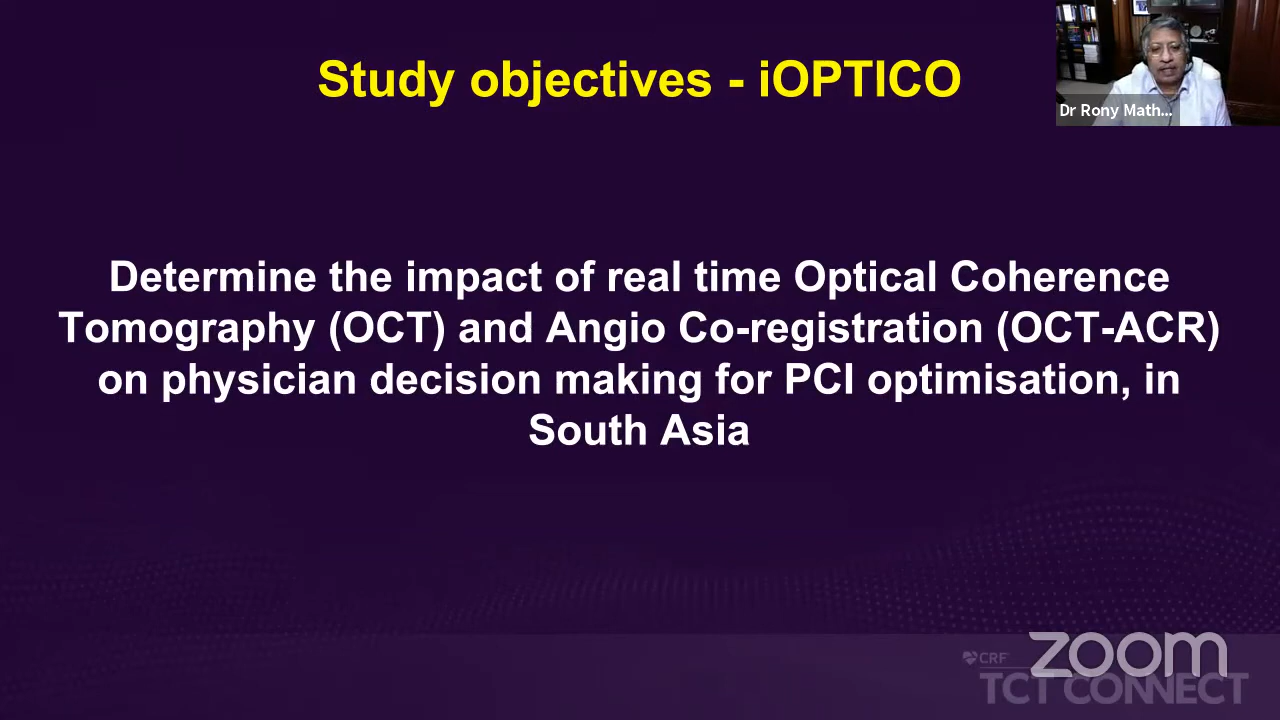 Study objectives - iOPTICO
Dr Rony Math...
Determine the impact of real time Optical Coherence
Tomography (OCT) and Angio Co-registration (OCT-ACR)
on physician decision making for PCI optimisation, in
South Asia
CRF
zoom
TCT CONNECT